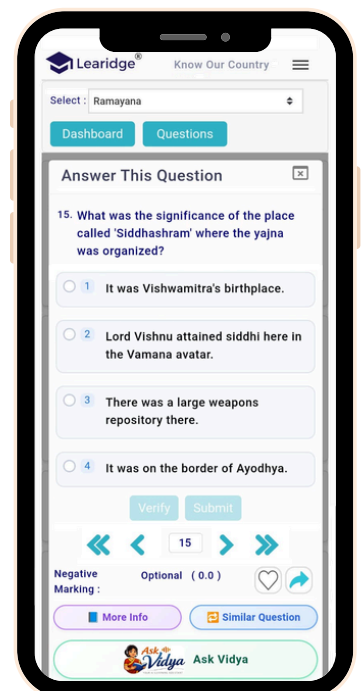 Learidge®
Know Our Country
Select : Ramayana
Dashboard Questions
Answer This Question
15. What was the significance of the place
called 'Siddhashram' where the yajna
was organized?
1 It was Vishwamitra's birthplace.
2 Lord Vishnu attained siddhi here in
the Vamana avatar.
3 There was a large weapons
repository there.
4 It was on the border of Ayodhya.
Verify Submit
15
Negative Optional ( 0.0 )
Marking :
More Info Similar Question
Ask
Vidya Ask Vidya